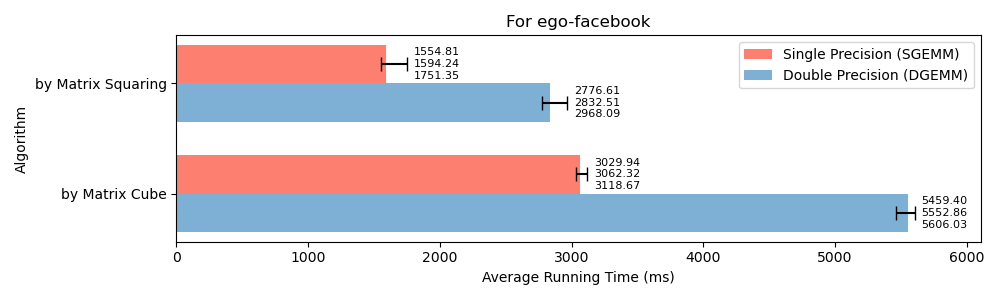 For ego-facebook
Algorithm
by Matrix Squaring
by Matrix Cube
1554.81
1594.24
1751.35
2776.61
2832.51
2968.09
3029.94
3062.32
3118.67
5459.40
5552.86
5606.03
Single Precision (SGEMM)
Double Precision (DGEMM)
0 1000 2000 3000 4000 5000 6000
Average Running Time (ms)